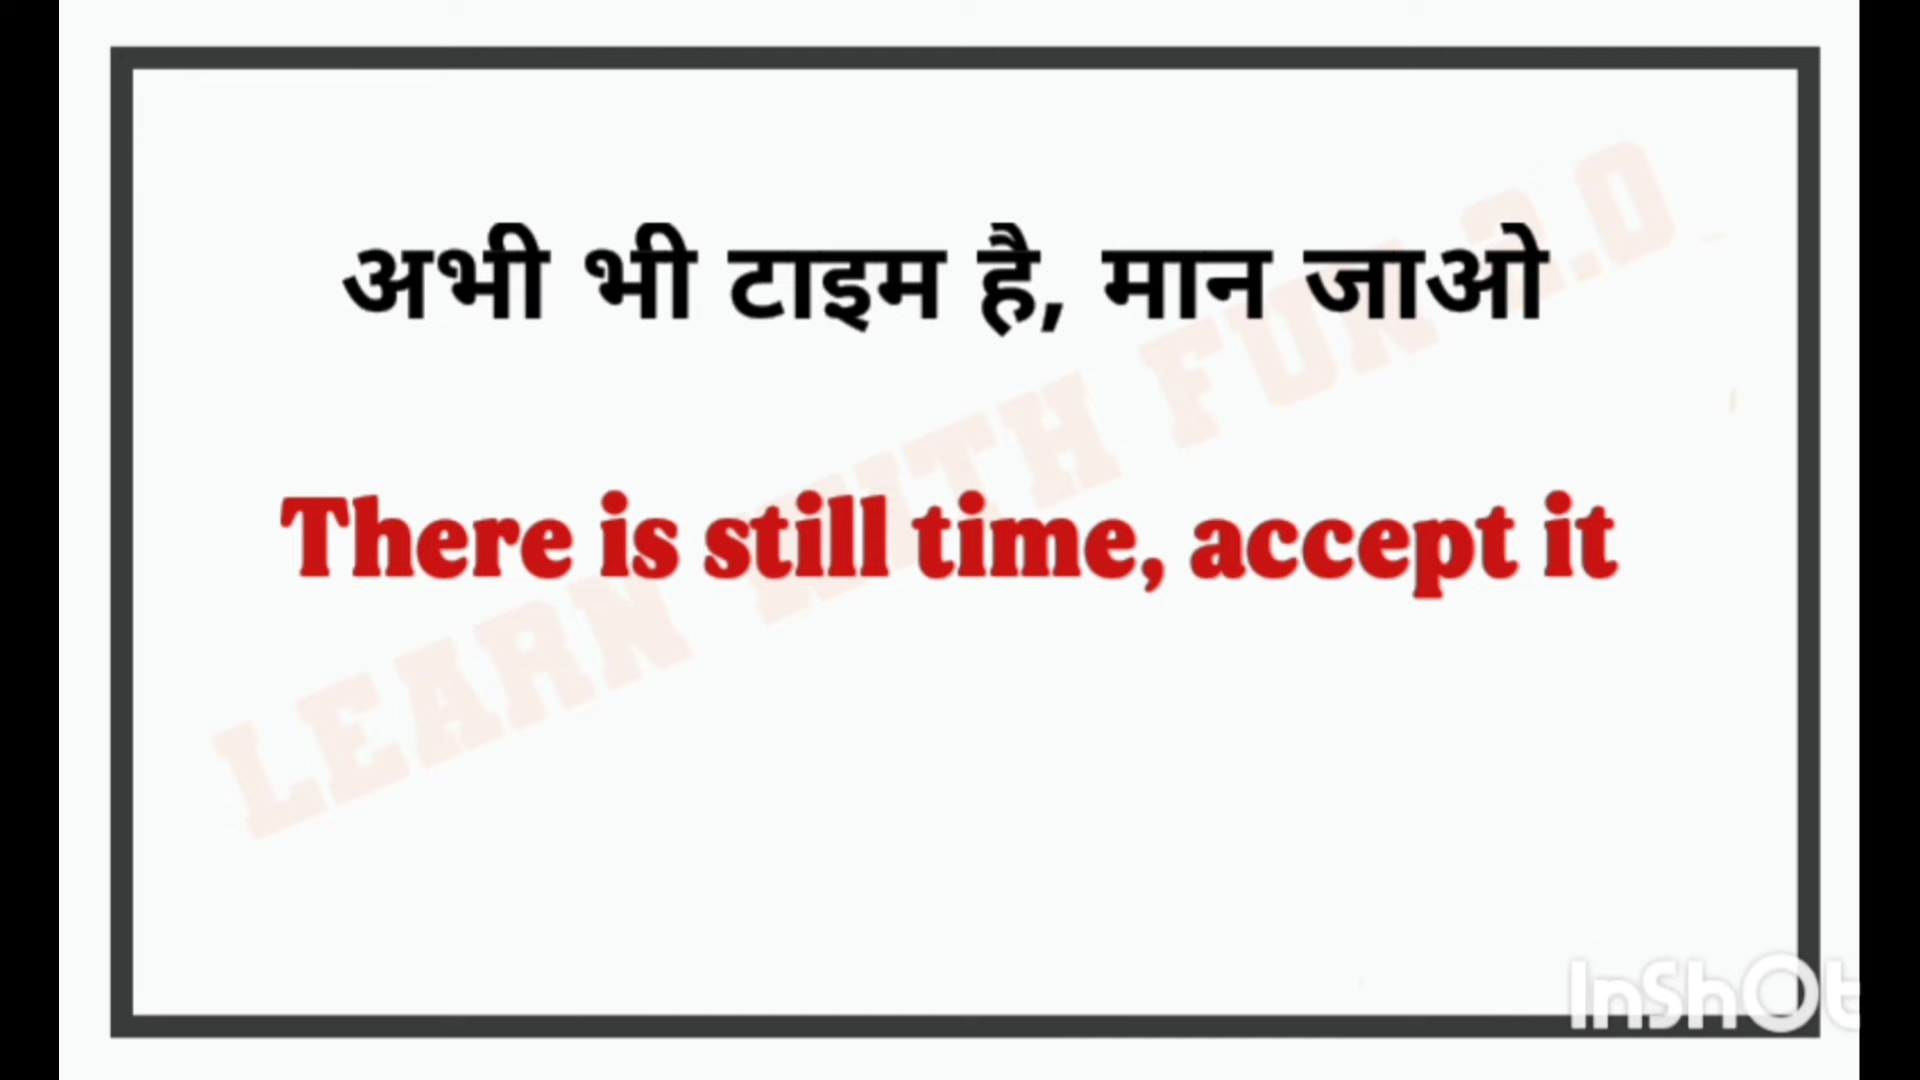 अभी भी टाइम है, मान जाओ
There is still time, accept it
LEARN WITH FUN 2.0
InShOt